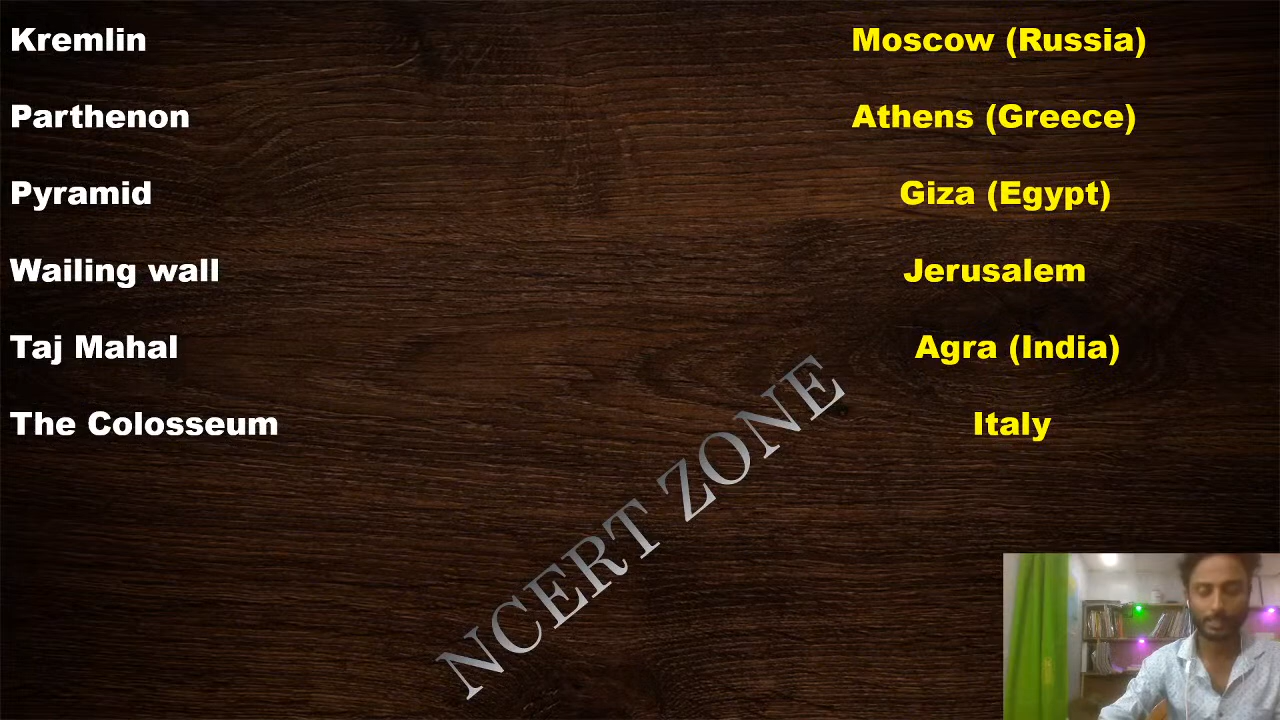 Kremlin Moscow (Russia)
Parthenon Athens (Greece)
Pyramid Giza (Egypt)
Wailing wall Jerusalem
Taj Mahal Agra (India)
The Colosseum Italy
NCERT ZONE